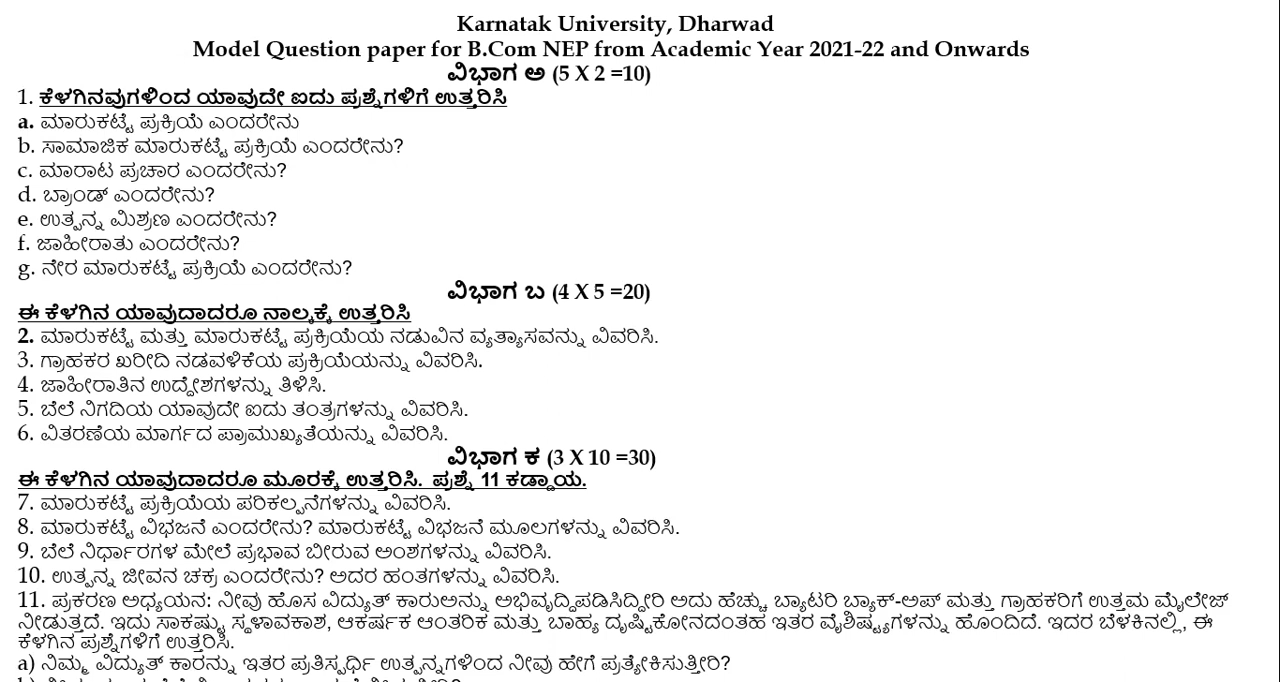 Karnatak University, Dharwad
Model Question paper for B.Com NEP from Academic Year 2021-22 and Onwards
ವಿಭಾಗ ಅ (5 X 2 =10)
1. ಕೆಳಗಿನವುಗಳಿಂದ ಯಾವುದೇ ಐದು ಪ್ರಶ್ನೆಗಳಿಗೆ ಉತ್ತರಿಸಿ
a. ಮಾರುಕಟ್ಟೆ ಪ್ರಕ್ರಿಯೆ ಎಂದರೇನು
b. ಸಾಮಾಜಿಕ ಮಾರುಕಟ್ಟೆ ಪ್ರಕ್ರಿಯೆ ಎಂದರೇನು?
c. ಮಾರಾಟ ಪ್ರಚಾರ ಎಂದರೇನು?
d. ಬ್ರಾಂಡ್ ಎಂದರೇನು?
e. ಉತ್ಪನ್ನ ಮಿಶ್ರಣ ಎಂದರೇನು?
f. ಜಾಹೀರಾತು ಎಂದರೇನು?
g. ನೇರ ಮಾರುಕಟ್ಟೆ ಪ್ರಕ್ರಿಯೆ ಎಂದರೇನು?
ವಿಭಾಗ ಬ (4 X 5 =20)
ಈ ಕೆಳಗಿನ ಯಾವುದಾದರೂ ನಾಲ್ಕಕ್ಕೆ ಉತ್ತರಿಸಿ
2. ಮಾರುಕಟ್ಟೆ ಮತ್ತು ಮಾರುಕಟ್ಟೆ ಪ್ರಕ್ರಿಯೆಯ ನಡುವಿನ ವ್ಯತ್ಯಾಸವನ್ನು ವಿವರಿಸಿ.
3. ಗ್ರಾಹಕರ ಖರೀದಿ ನಡವಳಿಕೆಯ ಪ್ರಕ್ರಿಯೆಯನ್ನು ವಿವರಿಸಿ.
4. ಜಾಹೀರಾತಿನ ಉದ್ದೇಶಗಳನ್ನು ತಿಳಿಸಿ.
5. ಬೆಲೆ ನಿಗದಿಯ ಯಾವುದೇ ಐದು ತಂತ್ರಗಳನ್ನು ವಿವರಿಸಿ.
6. ವಿತರಣೆಯ ಮಾರ್ಗದ ಪ್ರಾಮುಖ್ಯತೆಯನ್ನು ವಿವರಿಸಿ.
ವಿಭಾಗ ಕ (3 X 10 =30)
ಈ ಕೆಳಗಿನ ಯಾವುದಾದರೂ ಮೂರಕ್ಕೆ ಉತ್ತರಿಸಿ. ಪ್ರಶ್ನೆ 11 ಕಡ್ಡಾಯ.
7. ಮಾರುಕಟ್ಟೆ ಪ್ರಕ್ರಿಯೆಯ ಪರಿಕಲ್ಪನೆಗಳನ್ನು ವಿವರಿಸಿ.
8. ಮಾರುಕಟ್ಟೆ ವಿಭಜನೆ ಎಂದರೇನು? ಮಾರುಕಟ್ಟೆ ವಿಭಜನೆ ಮೂಲಗಳನ್ನು ವಿವರಿಸಿ.
9. ಬೆಲೆ ನಿರ್ಧಾರಗಳ ಮೇಲೆ ಪ್ರಭಾವ ಬೀರುವ ಅಂಶಗಳನ್ನು ವಿವರಿಸಿ.
10. ಉತ್ಪನ್ನ ಜೀವನ ಚಕ್ರ ಎಂದರೇನು? ಅದರ ಹಂತಗಳನ್ನು ವಿವರಿಸಿ.
11. ಪ್ರಕರಣ ಅಧ್ಯಯನ: ನೀವು ಹೊಸ ವಿದ್ಯುತ್ ಕಾರುಅನ್ನು ಅಭಿವೃದ್ಧಿಪಡಿಸಿದ್ದೀರಿ ಅದು ಹೆಚ್ಚು ಬ್ಯಾಟರಿ ಬ್ಯಾಕ್-ಅಪ್ ಮತ್ತು ಗ್ರಾಹಕರಿಗೆ ಉತ್ತಮ ಮೈಲೇಜ್
ನೀಡುತ್ತದೆ. ಇದು ಸಾಕಷ್ಟು ಸ್ಥಳಾವಕಾಶ, ಆಕರ್ಷಕ ಆಂತರಿಕ ಮತ್ತು ಬಾಹ್ಯ ದೃಷ್ಟಿಕೋನದಂತಹ ಇತರ ವೈಶಿಷ್ಟ್ಯಗಳನ್ನು ಹೊಂದಿದೆ. ಇದರ ಬೆಳಕಿನಲ್ಲಿ, ಈ
ಕೆಳಗಿನ ಪ್ರಶ್ನೆಗಳಿಗೆ ಉತ್ತರಿಸಿ.
a) ನಿಮ್ಮ ವಿದ್ಯುತ್ ಕಾರನ್ನು ಇತರ ಪ್ರತಿಸ್ಪರ್ಧಿ ಉತ್ಪನ್ನಗಳಿಂದ ನೀವು ಹೇಗೆ ಪ್ರತ್ಯೇಕಿಸುತ್ತೀರಿ?